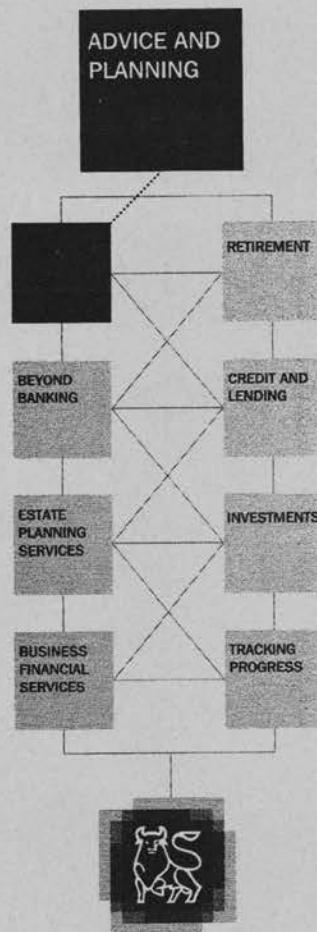 ADVICE AND
PLANNING
RETIREMENT
BEYOND
BANKING
CREDIT AND
LENDING
ESTATE
PLANNING
SERVICES
INVESTMENTS
BUSINESS
FINANCIAL
SERVICES
TRACKING
PROGRESS